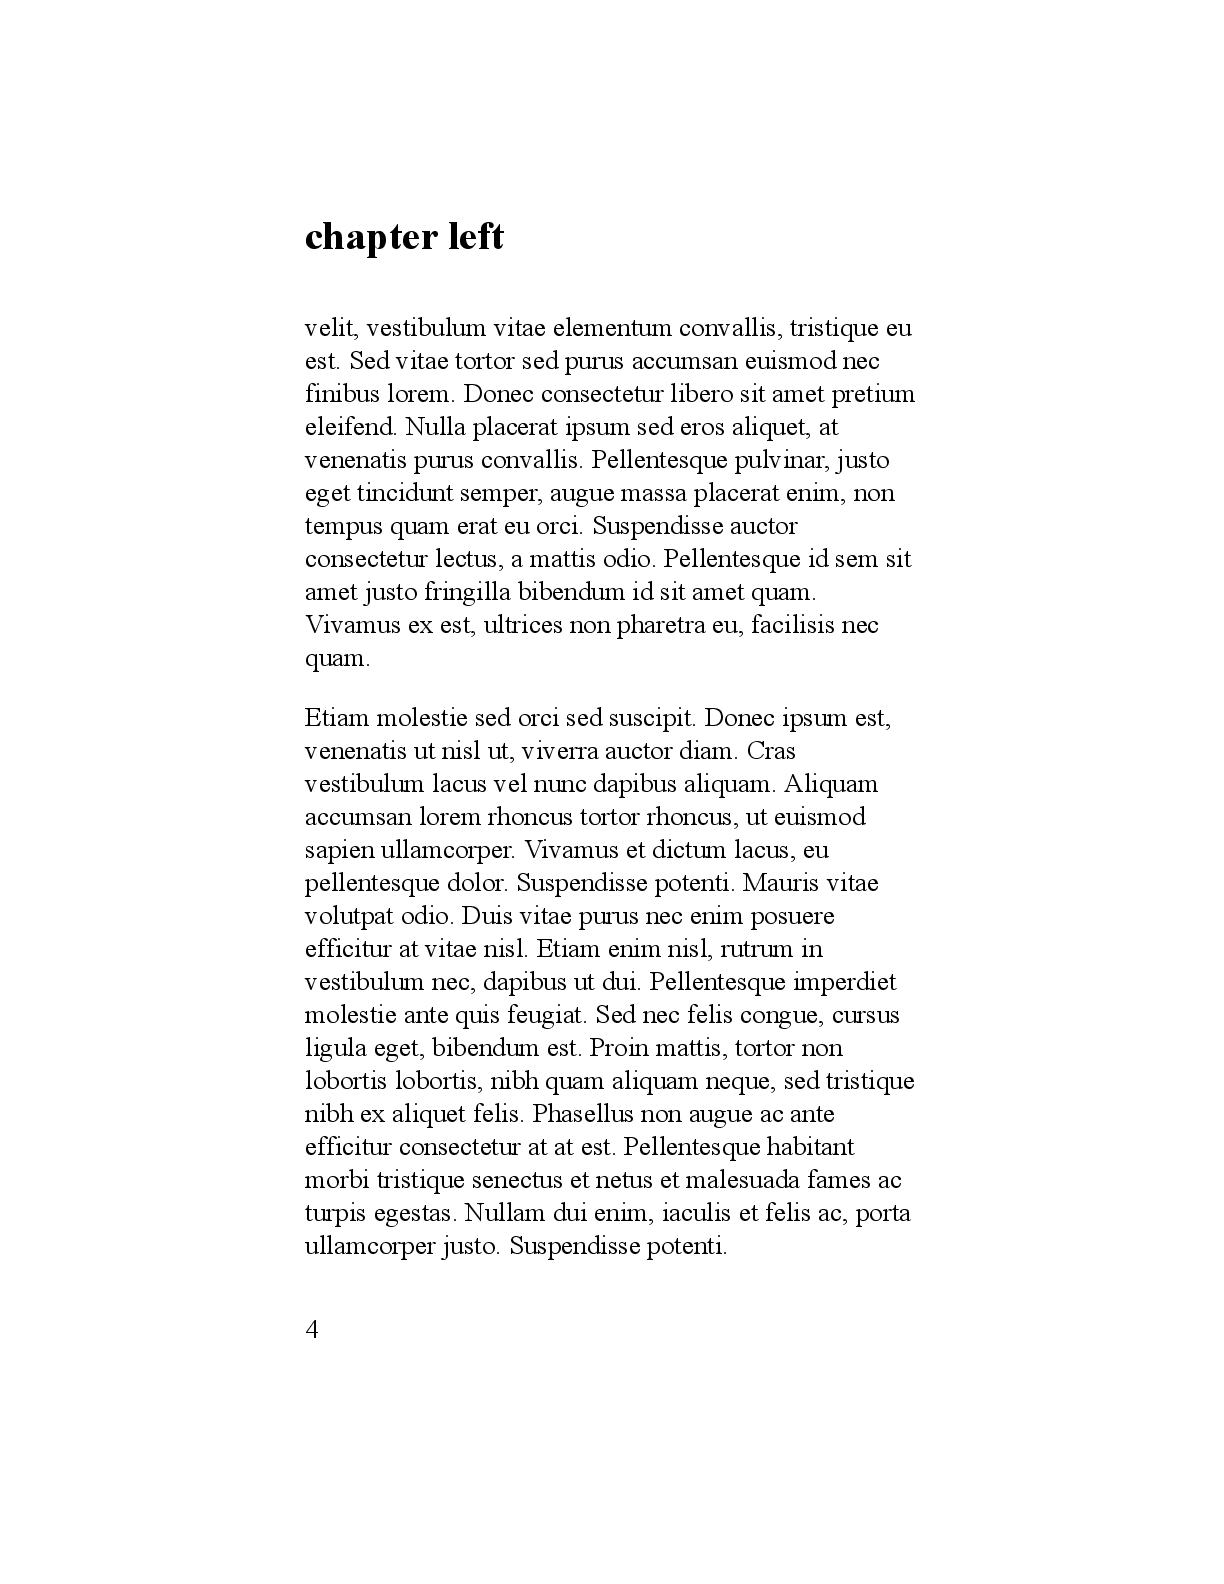 chapter left
velit, vestibulum vitae elementum convallis, tristique eu
est. Sed vitae tortor sed purus accumsan euismod nec
finibus lorem. Donec consectetur libero sit amet pretium
eleifend. Nulla placerat ipsum sed eros aliquet, at
venenatis purus convallis. Pellentesque pulvinar, justo
eget tincidunt semper, augue massa placerat enim, non
tempus quam erat eu orci. Suspendisse auctor
consectetur lectus, a mattis odio. Pellentesque id sem sit
amet justo fringilla bibendum id sit amet quam.
Vivamus ex est, ultrices non pharetra eu, facilisis nec
quam.
Etiam molestie sed orci sed suscipit. Donec ipsum est,
venenatis ut nisl ut, viverra auctor diam. Cras
vestibulum lacus vel nunc dapibus aliquam. Aliquam
accumsan lorem rhoncus tortor rhoncus, ut euismod
sapien ullamcorper. Vivamus et dictum lacus, eu
pellentesque dolor. Suspendisse potenti. Mauris vitae
volutpat odio. Duis vitae purus nec enim posuere
efficitur at vitae nisl. Etiam enim nisl, rutrum in
vestibulum nec, dapibus ut dui. Pellentesque imperdiet
molestie ante quis feugiat. Sed nec felis congue, cursus
ligula eget, bibendum est. Proin mattis, tortor non
lobortis lobortis, nibh quam aliquam neque, sed tristique
nibh ex aliquet felis. Phasellus non augue ac ante
efficitur consectetur at at est. Pellentesque habitant
morbi tristique senectus et netus et malesuada fames ac
turpis egestas. Nullam dui enim, iaculis et felis ac, porta
ullamcorper justo. Suspendisse potenti.
4